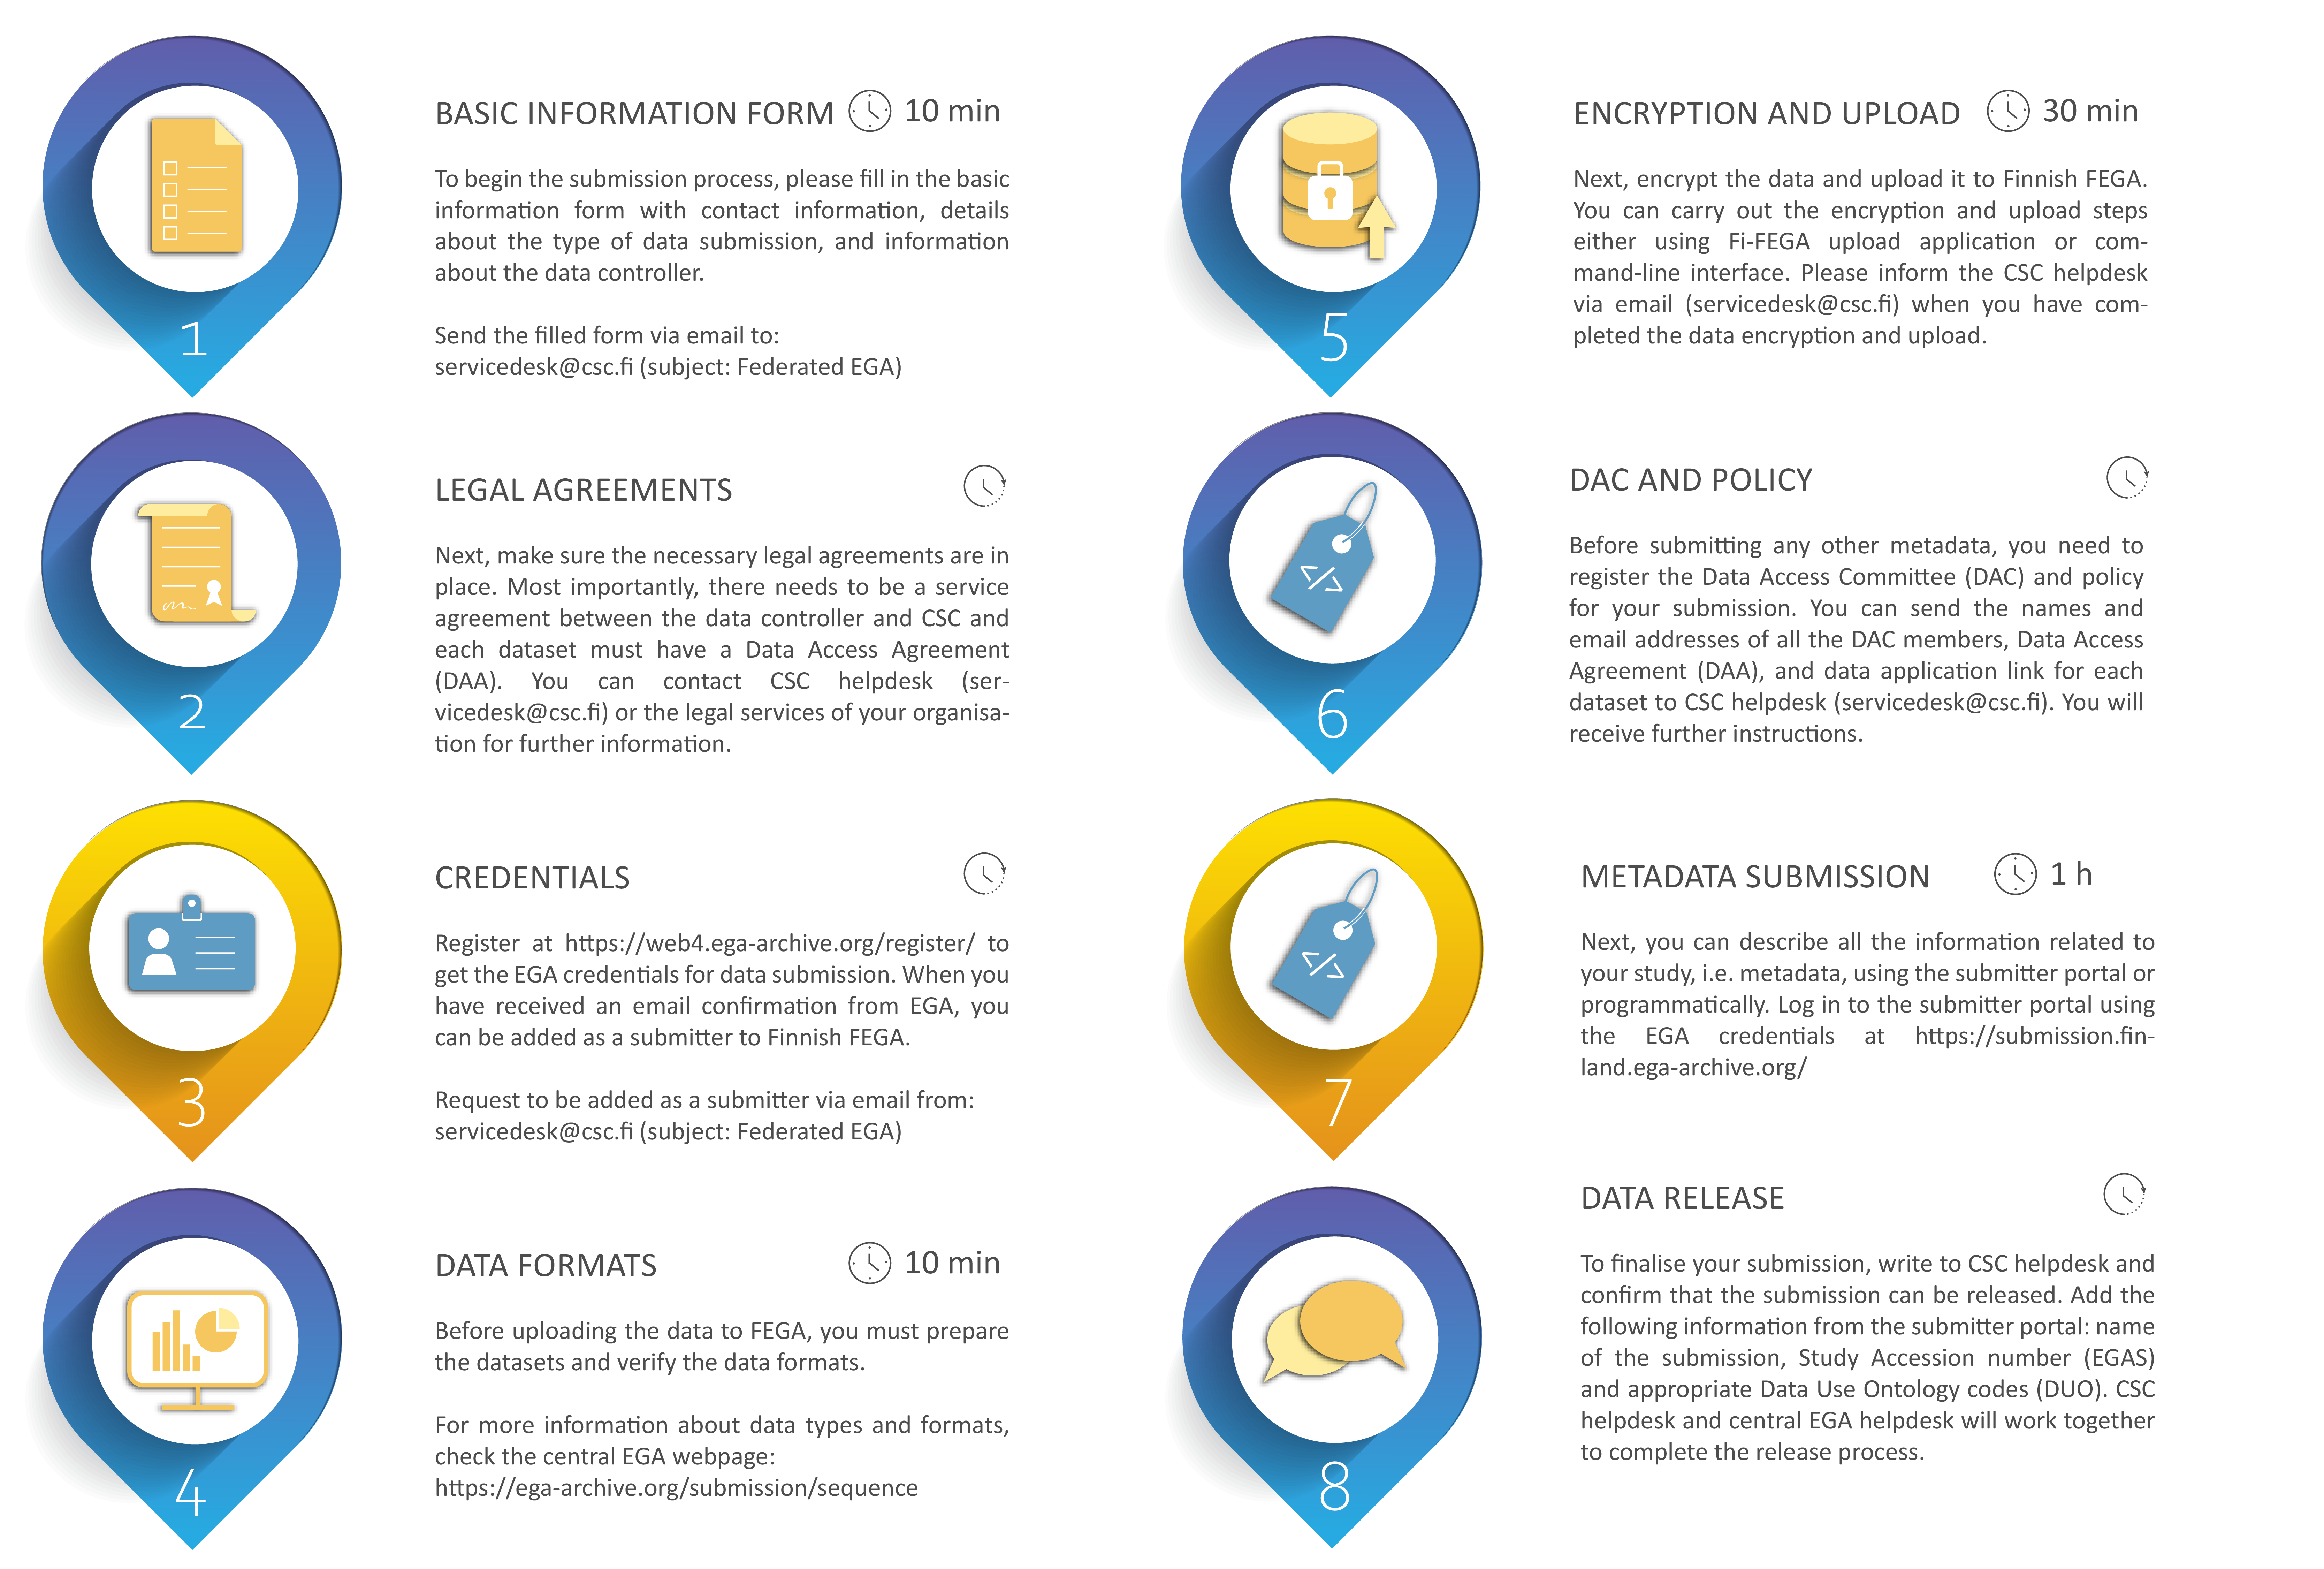 1
BASIC INFORMATION FORM 10 min
To begin the submission process, please fill in the basic
information form with contact information, details
about the type of data submission, and information
about the data controller.
Send the filled form via email to:
servicedesk@csc.fi (subject: Federated EGA)
2
LEGAL AGREEMENTS
Next, make sure the necessary legal agreements are in
place. Most importantly, there needs to be a service
agreement between the data controller and CSC and
each dataset must have a Data Access Agreement
(DAA). You can contact CSC helpdesk (ser-
vicedesk@csc.fi) or the legal services of your organisa-
tion for further information.
3
CREDENTIALS
Register at https://web4.ega-archive.org/register/ to
get the EGA credentials for data submission. When you
have received an email confirmation from EGA, you
can be added as a submitter to Finnish FEGA.
Request to be added as a submitter via email from:
servicedesk@csc.fi (subject: Federated EGA)
4
DATA FORMATS 10 min
Before uploading the data to FEGA, you must prepare
the datasets and verify the data formats.
For more information about data types and formats,
check the central EGA webpage:
https://ega-archive.org/submission/sequence
5
ENCRYPTION AND UPLOAD 30 min
Next, encrypt the data and upload it to Finnish FEGA.
You can carry out the encryption and upload steps
either using Fi-FEGA upload application or com-
mand-line interface. Please inform the CSC helpdesk
via email (servicedesk@csc.fi) when you have com-
pleted the data encryption and upload.
6
DAC AND POLICY
Before submitting any other metadata, you need to
register the Data Access Committee (DAC) and policy
for your submission. You can send the names and
email addresses of all the DAC members, Data Access
Agreement (DAA), and data application link for each
dataset to CSC helpdesk (servicedesk@csc.fi). You will
receive further instructions.
</>
7
METADATA SUBMISSION 1 h
Next, you can describe all the information related to
your study, i.e. metadata, using the submitter portal or
programmatically. Log in to the submitter portal using
the EGA credentials at https://submission.fin-
land.ega-archive.org/
</>
8
DATA RELEASE
To finalise your submission, write to CSC helpdesk and
confirm that the submission can be released. Add the
following information from the submitter portal: name
of the submission, Study Accession number (EGAS)
and appropriate Data Use Ontology codes (DUO). CSC
helpdesk and central EGA helpdesk will work together
to complete the release process.